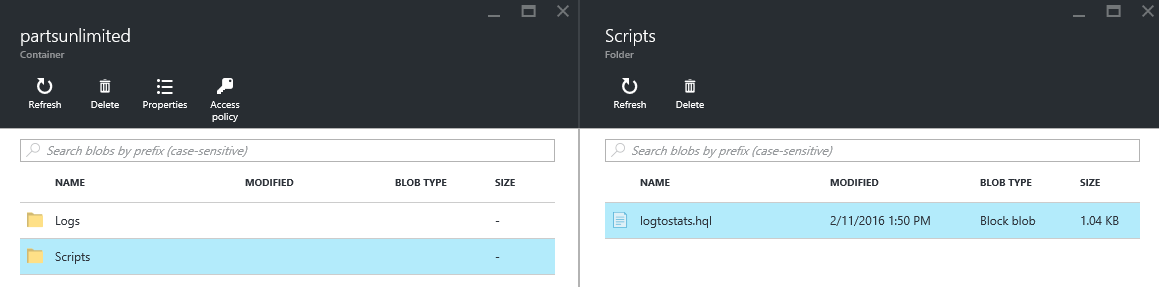 partsunlimited
Container
Refresh Delete Properties Access policy
Search blobs by prefix (case-sensitive)
NAME MODIFIED BLOB TYPE SIZE
Logs -
Scripts -
Scripts
Folder
Refresh Delete
Search blobs by prefix (case-sensitive)
NAME MODIFIED BLOB TYPE SIZE
logtostats.hql 2/11/2016 1:50 PM Block blob 1.04 KB